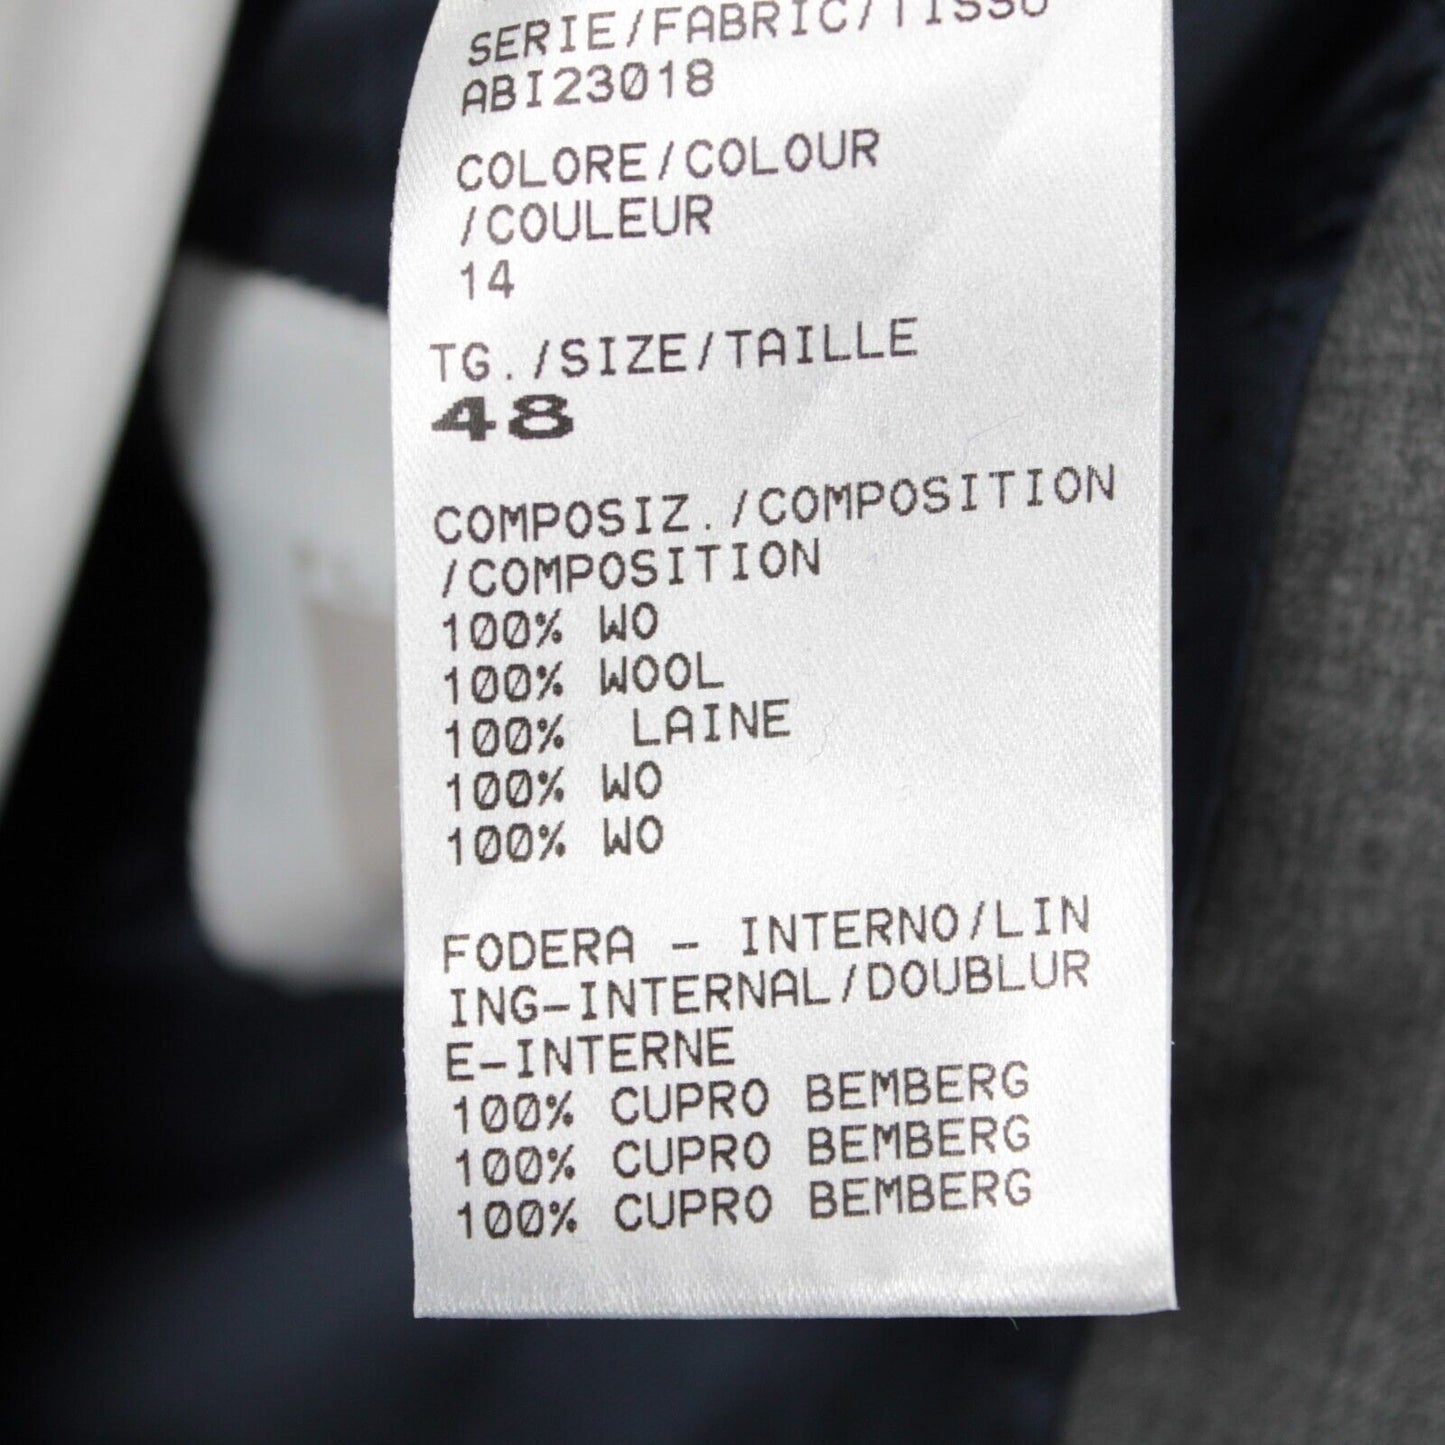 SERIE/FABRIC/TISSU
ABI23018
COLORE/COLOUR
/COULEUR
14
TG./SIZE/TAILLE
48
COMPOSIZ./COMPOSITION
/COMPOSITION
100% WO
100% WOOL
100% LAINE
100% WO
100% WO
FODERA - INTERNO/LIN
ING-INTERNAL/DOUBLUR
E-INTERNE
100% CUPRO BEMBERG
100% CUPRO BEMBERG
100% CUPRO BEMBERG